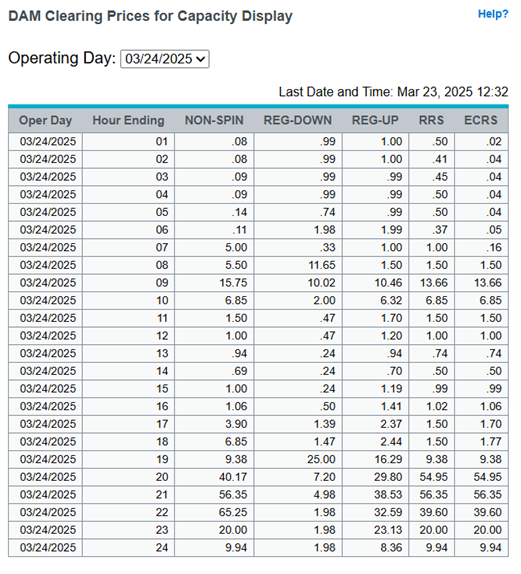 DAM Clearing Prices for Capacity Display Help?
Operating Day: 03/24/2025
Last Date and Time: Mar 23, 2025 12:32
Oper Day Hour Ending NON-SPIN REG-DOWN REG-UP RRS ECRS
03/24/2025 01 .08 .99 1.00 .50 .02
03/24/2025 02 .08 .99 1.00 .41 .04
03/24/2025 03 .09 .99 .99 .45 .04
03/24/2025 04 .09 .99 .99 .50 .04
03/24/2025 05 .14 .74 .99 .50 .04
03/24/2025 06 .11 1.98 1.99 .37 .05
03/24/2025 07 5.00 .33 1.00 1.00 .16
03/24/2025 08 5.50 11.65 1.50 1.50 1.50
03/24/2025 09 15.75 10.02 10.46 13.66 13.66
03/24/2025 10 6.85 2.00 6.32 6.85 6.85
03/24/2025 11 1.50 .47 1.70 1.50 1.50
03/24/2025 12 1.00 .47 1.20 1.00 1.00
03/24/2025 13 .94 .24 .94 .74 .74
03/24/2025 14 .69 .24 .70 .50 .50
03/24/2025 15 1.00 .24 1.19 .99 .99
03/24/2025 16 1.06 .50 1.41 1.02 1.06
03/24/2025 17 3.90 1.39 2.37 1.50 1.70
03/24/2025 18 6.85 1.47 2.44 1.50 1.77
03/24/2025 19 9.38 25.00 16.29 9.38 9.38
03/24/2025 20 40.17 7.20 29.80 54.95 54.95
03/24/2025 21 56.35 4.98 38.53 56.35 56.35
03/24/2025 22 65.25 1.98 32.59 39.60 39.60
03/24/2025 23 20.00 1.98 23.13 20.00 20.00
03/24/2025 24 9.94 1.98 8.36 9.94 9.94